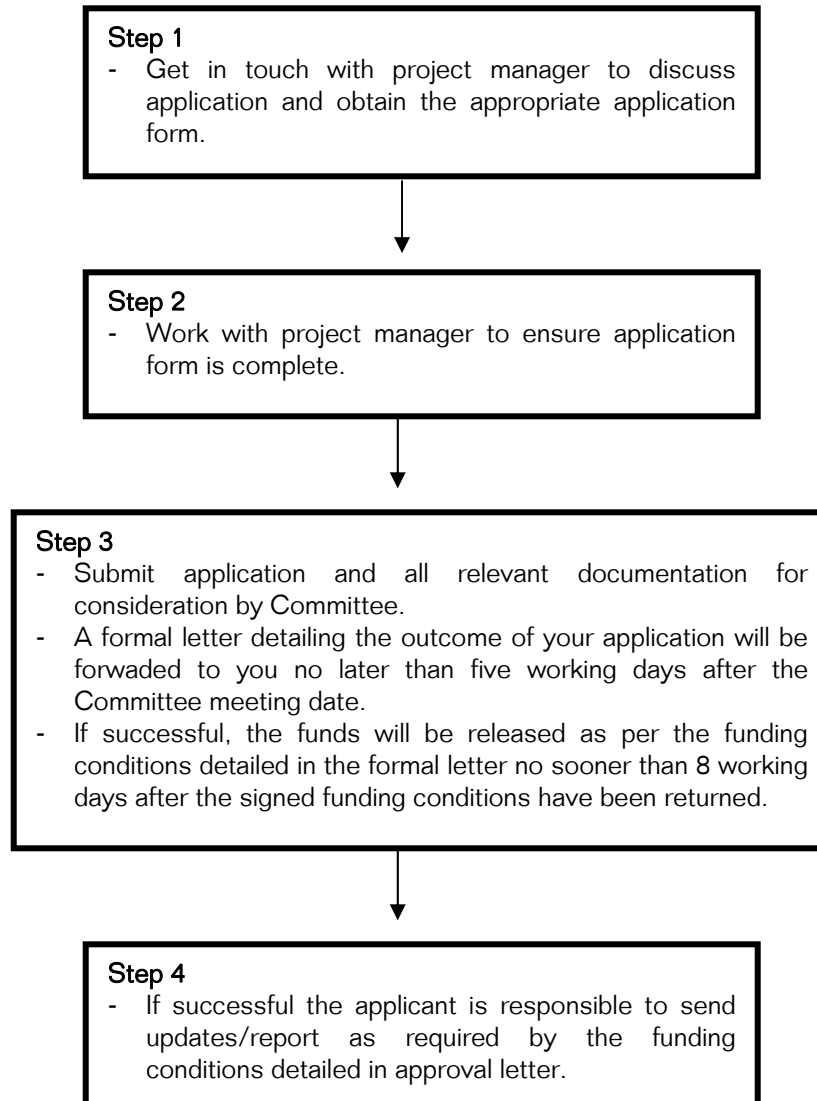 Step 1
- Get in touch with project manager to discuss
application and obtain the appropriate application
form.
Step 2
- Work with project manager to ensure application
form is complete.
Step 3
- Submit application and all relevant documentation for
consideration by Committee.
- A formal letter detailing the outcome of your application will be
forwaded to you no later than five working days after the
Committee meeting date.
- If successful, the funds will be released as per the funding
conditions detailed in the formal letter no sooner than 8 working
days after the signed funding conditions have been returned.
Step 4
- If successful the applicant is responsible to send
updates/report as required by the funding
conditions detailed in approval letter.